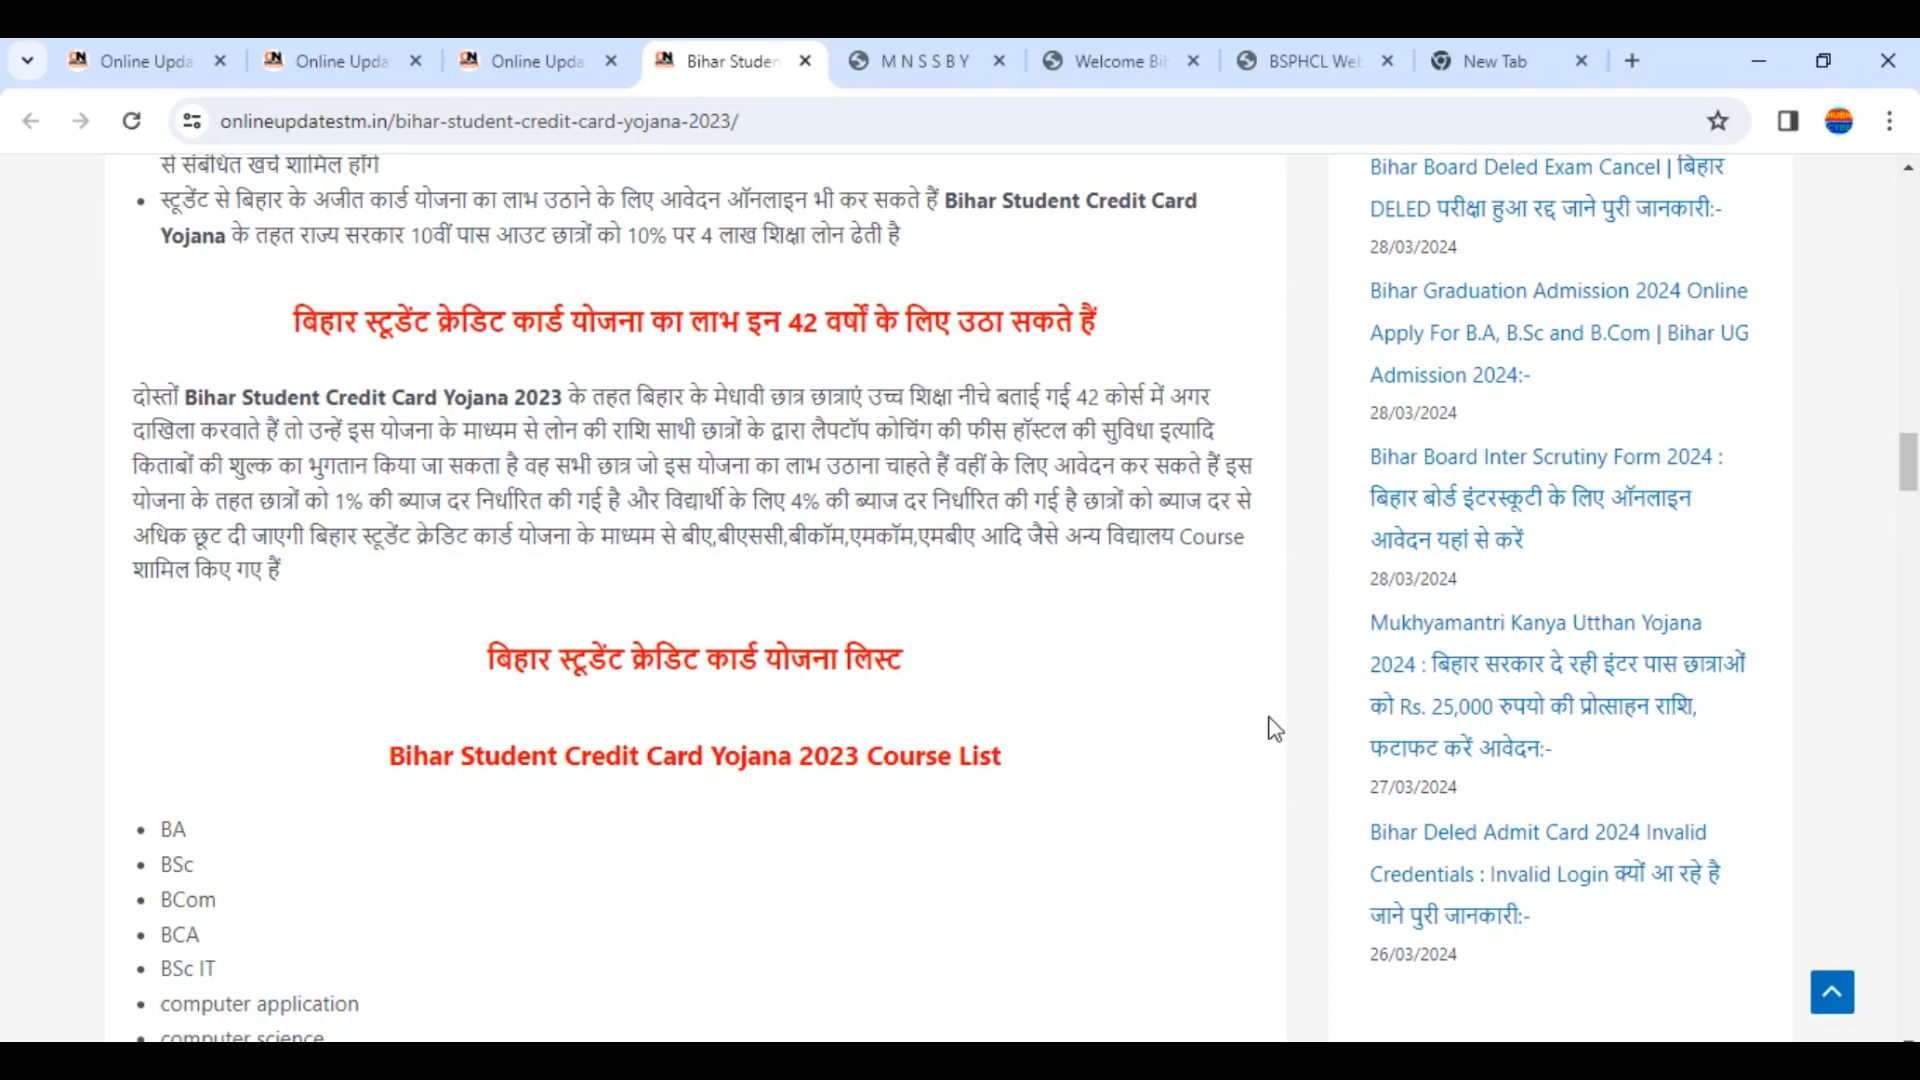 Online Upda
Online Upda
Online Upda
Bihar Studen
M N S S B Y
Welcome Bi
BSPHCL Web
New Tab
onlineupdatestm.in/bihar-student-credit-card-yojana-2023/
से संबंधित खर्च शामिल होंगे
• स्टूडेंट से बिहार के अजीत कार्ड योजना का लाभ उठाने के लिए आवेदन ऑनलाइन भी कर सकते हैं Bihar Student Credit Card
Yojana के तहत राज्य सरकार 10वीं पास आउट छात्रों को 10% पर 4 लाख शिक्षा लोन ढेती है
बिहार स्टूडेंट क्रेडिट कार्ड योजना का लाभ इन 42 वर्षों के लिए उठा सकते हैं
दोस्तों Bihar Student Credit Card Yojana 2023 के तहत बिहार के मेधावी छात्र छात्राएं उच्च शिक्षा नीचे बताई गई 42 कोर्स में अगर
दाखिला करवाते हैं तो उन्हें इस योजना के माध्यम से लोन की राशि साथी छात्रों के द्वारा लैपटॉप कोचिंग की फीस हॉस्टल की सुविधा इत्यादि
किताबों की शुल्क का भुगतान किया जा सकता है वह सभी छात्र जो इस योजना का लाभ उठाना चाहते हैं वहीं के लिए आवेदन कर सकते हैं इस
योजना के तहत छात्रों को 1% की ब्याज दर निर्धारित की गई है और विद्यार्थी के लिए 4% की ब्याज दर निर्धारित की गई है छात्रों को ब्याज दर से
अधिक छूट दी जाएगी बिहार स्टूडेंट क्रेडिट कार्ड योजना के माध्यम से बीए,बीएससी,बीकॉम,एमकॉम,एमबीए आदि जैसे अन्य विद्यालय Course
शामिल किए गए हैं
बिहार स्टूडेंट क्रेडिट कार्ड योजना लिस्ट
Bihar Student Credit Card Yojana 2023 Course List
• BA
• BSc
• BCom
• BCA
• BSc IT
• computer application
• computer science
Bihar Board Deled Exam Cancel | बिहार
DELED परीक्षा हुआ रद्द जाने पुरी जानकारी:-
28/03/2024
Bihar Graduation Admission 2024 Online
Apply For B.A, B.Sc and B.Com | Bihar UG
Admission 2024:-
28/03/2024
Bihar Board Inter Scrutiny Form 2024 :
बिहार बोर्ड इंटरस्कूटी के लिए ऑनलाइन
आवेदन यहां से करें
28/03/2024
Mukhyamantri Kanya Utthan Yojana
2024 : बिहार सरकार दे रही इंटर पास छात्राओं
को Rs. 25,000 रुपयो की प्रोत्साहन राशि,
फटाफट करें आवेदन:-
27/03/2024
Bihar Deled Admit Card 2024 Invalid
Credentials : Invalid Login क्यों आ रहे है
जाने पुरी जानकारी:-
26/03/2024